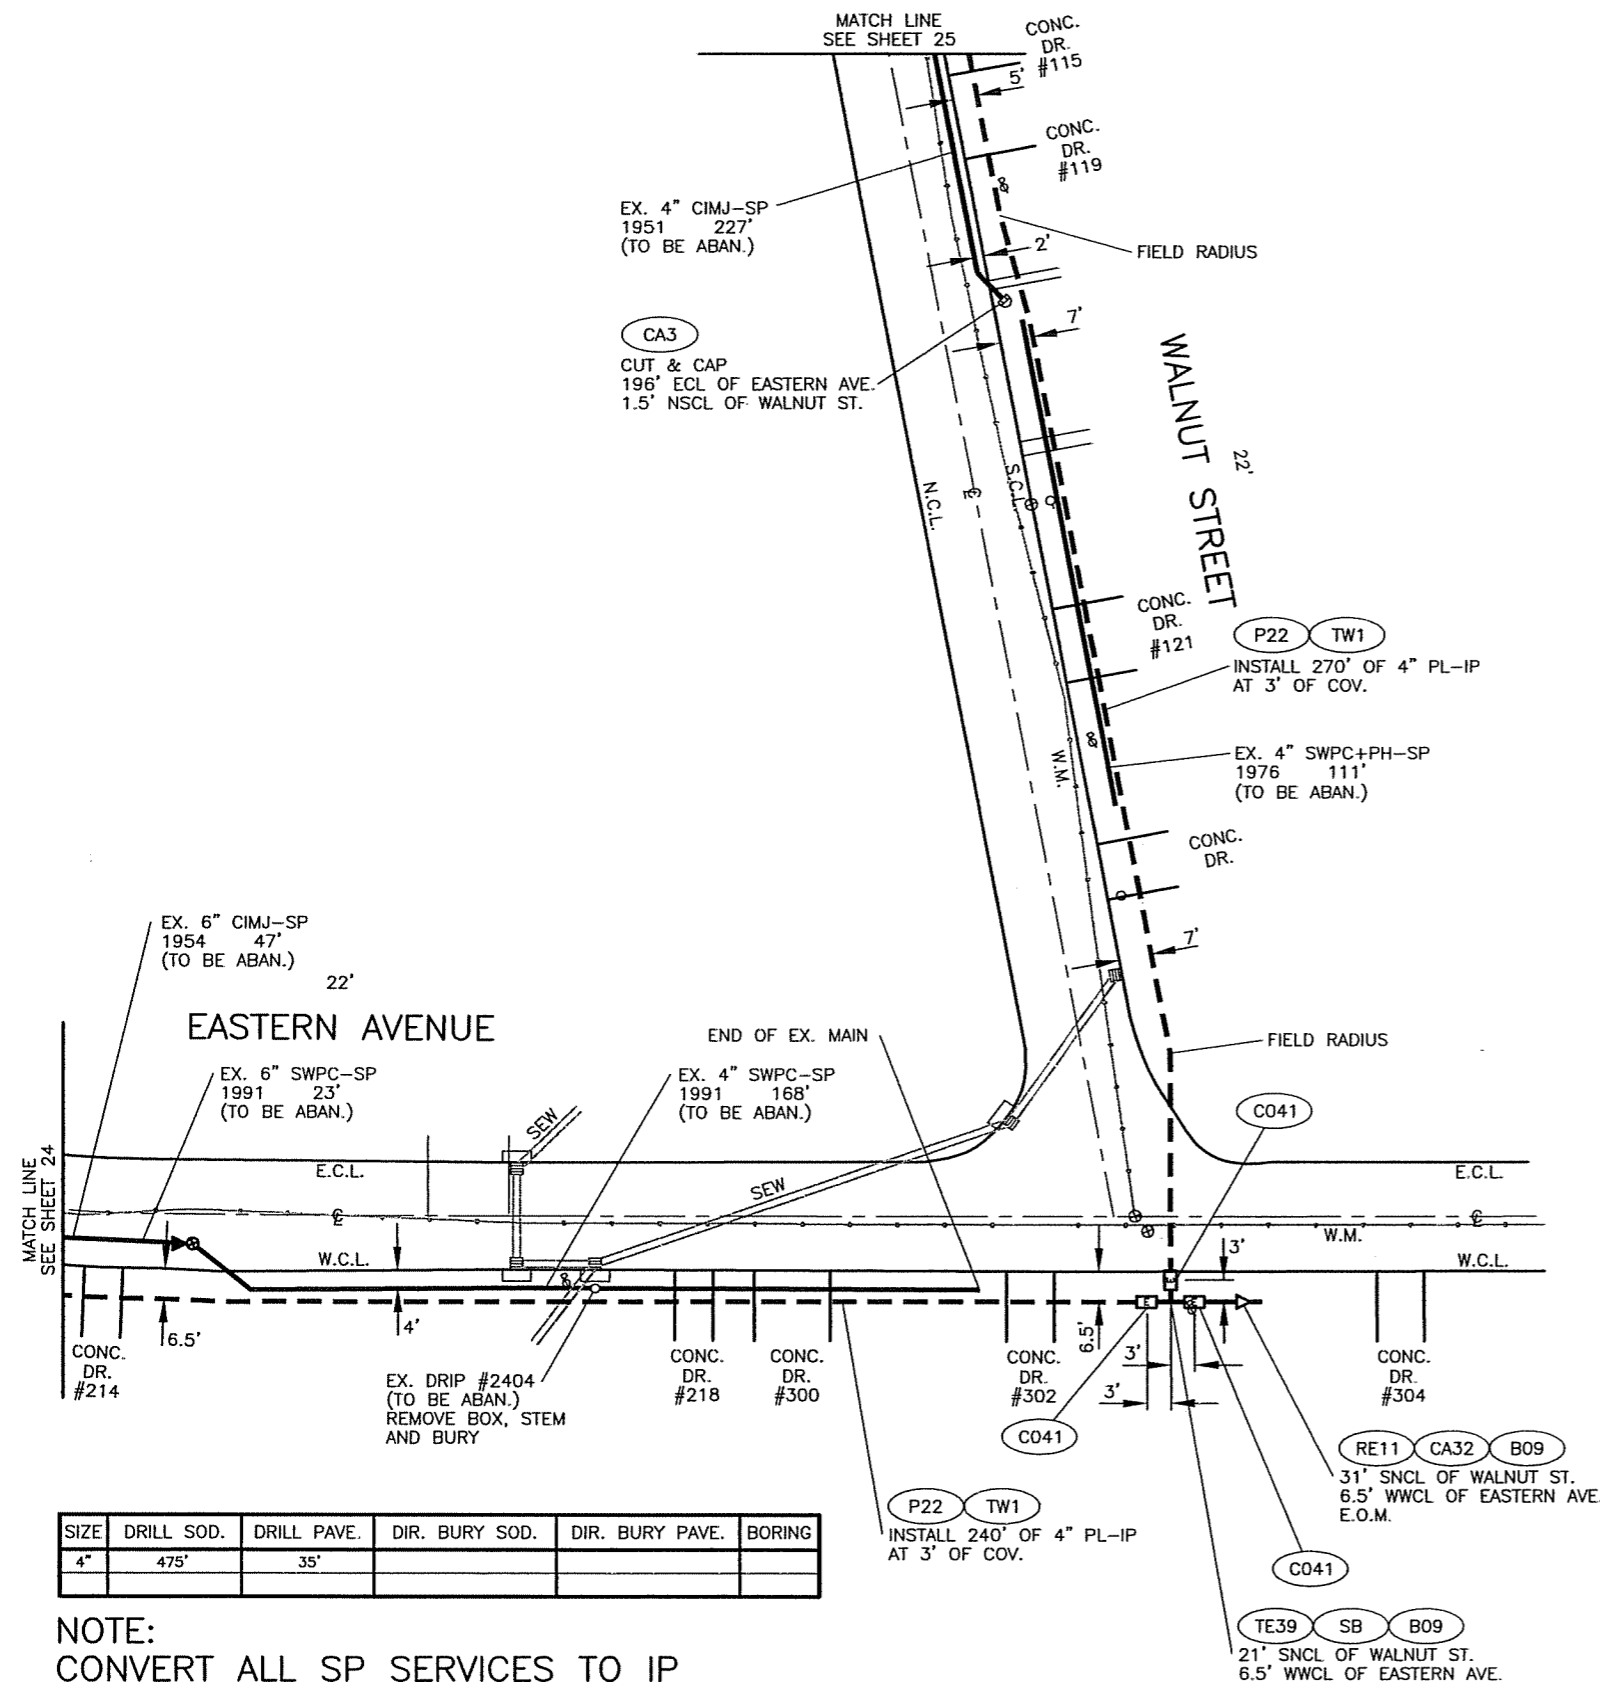 MATCH LINE
SEE SHEET 25
CONC.
DR.
#115
5'
CONC.
DR.
#119
EX. 4" CIMJ-SP
1951 227'
(TO BE ABAN.)
2'
FIELD RADIUS
CA3
CUT & CAP
196' ECL OF EASTERN AVE.
1.5' NSCL OF WALNUT ST.
7'
WALNUT STREET
22'
N.C.L.
℄
S.C.L.
CONC.
DR.
#121
P22 TW1
INSTALL 270' OF 4" PL-IP
AT 3' OF COV.
W.M.
EX. 4" SWPC+PH-SP
1976 111'
(TO BE ABAN.)
CONC.
DR.
7'
EX. 6" CIMJ-SP
1954 47'
(TO BE ABAN.)
22'
EASTERN AVENUE
END OF EX. MAIN
FIELD RADIUS
EX. 6" SWPC-SP
1991 23'
(TO BE ABAN.)
EX. 4" SWPC-SP
1991 168'
(TO BE ABAN.)
CO41
SEW
MATCH LINE
SEE SHEET 24
E.C.L.
SEW
E.C.L.
℄
℄
W.M.
W.C.L.
3'
W.C.L.
E
E
6.5'
4'
6.5'
CONC.
DR.
#214
EX. DRIP #2404
(TO BE ABAN.)
REMOVE BOX, STEM
AND BURY
CONC.
DR.
#218
CONC.
DR.
#300
CONC.
DR.
#302
3'
3'
CONC.
DR.
#304
CO41
RE11 CA32 B09
31' SNCL OF WALNUT ST.
6.5' WWCL OF EASTERN AVE.
E.O.M.
P22 TW1
INSTALL 240' OF 4" PL-IP
AT 3' OF COV.
CO41
SIZE DRILL SOD. DRILL PAVE. DIR. BURY SOD. DIR. BURY PAVE. BORING
4" 475' 35'
TE39 SB B09
21' SNCL OF WALNUT ST.
6.5' WWCL OF EASTERN AVE.
NOTE:
CONVERT ALL SP SERVICES TO IP